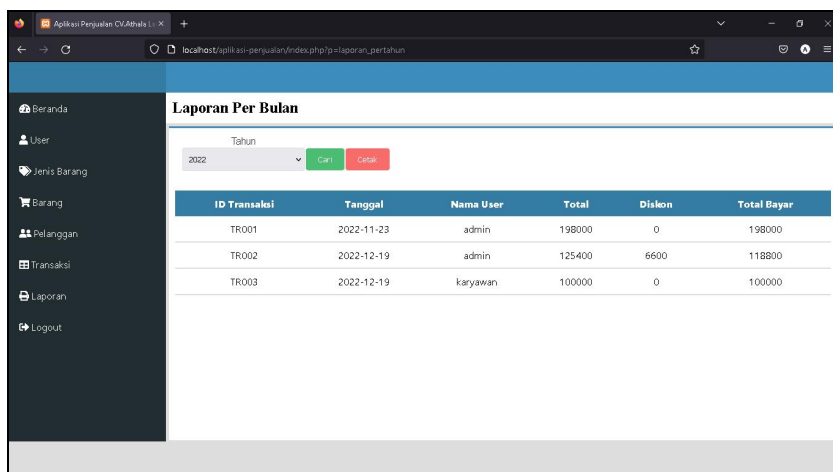 Aplikasi Penjualan CV.Athala
localhost/aplikasi-penjualan/index.php?p=laporan_pertahun
Beranda
User
Jenis Barang
Barang
Pelanggan
Transaksi
Laporan
Logout
Laporan Per Bulan
Tahun
2022 Cari Cetak
ID Transaksi Tanggal Nama User Total Diskon Total Bayar
TR001 2022-11-23 admin 198000 0 198000
TR002 2022-12-19 admin 125400 6600 118800
TR003 2022-12-19 karyawan 100000 0 100000